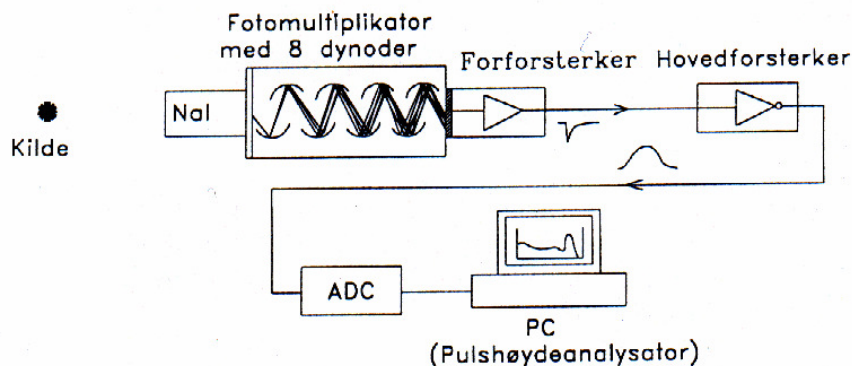 Fotomultiplikator
med 8 dynoder
Forforsterker
Hovedforsterker
NaI
Kilde
ADC
PC
(Pulshøydeanalysator)